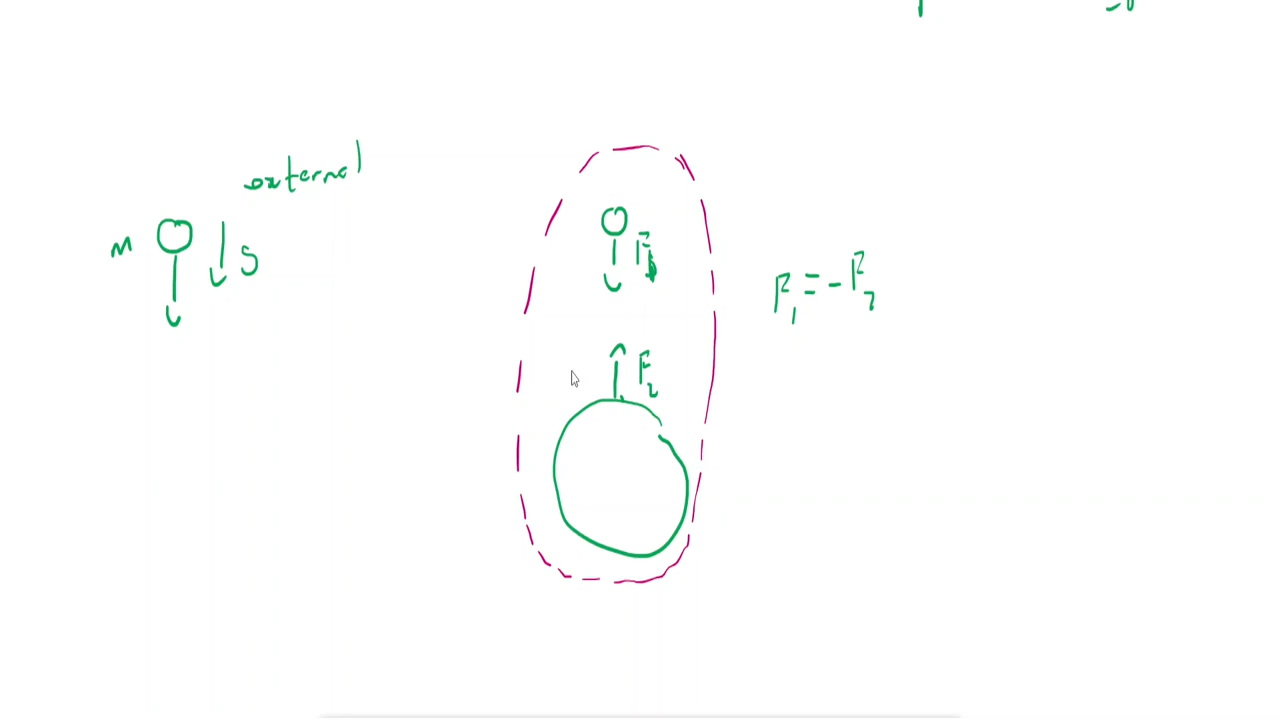 external
m
S
F₁
F₁ = -F₂
F₂